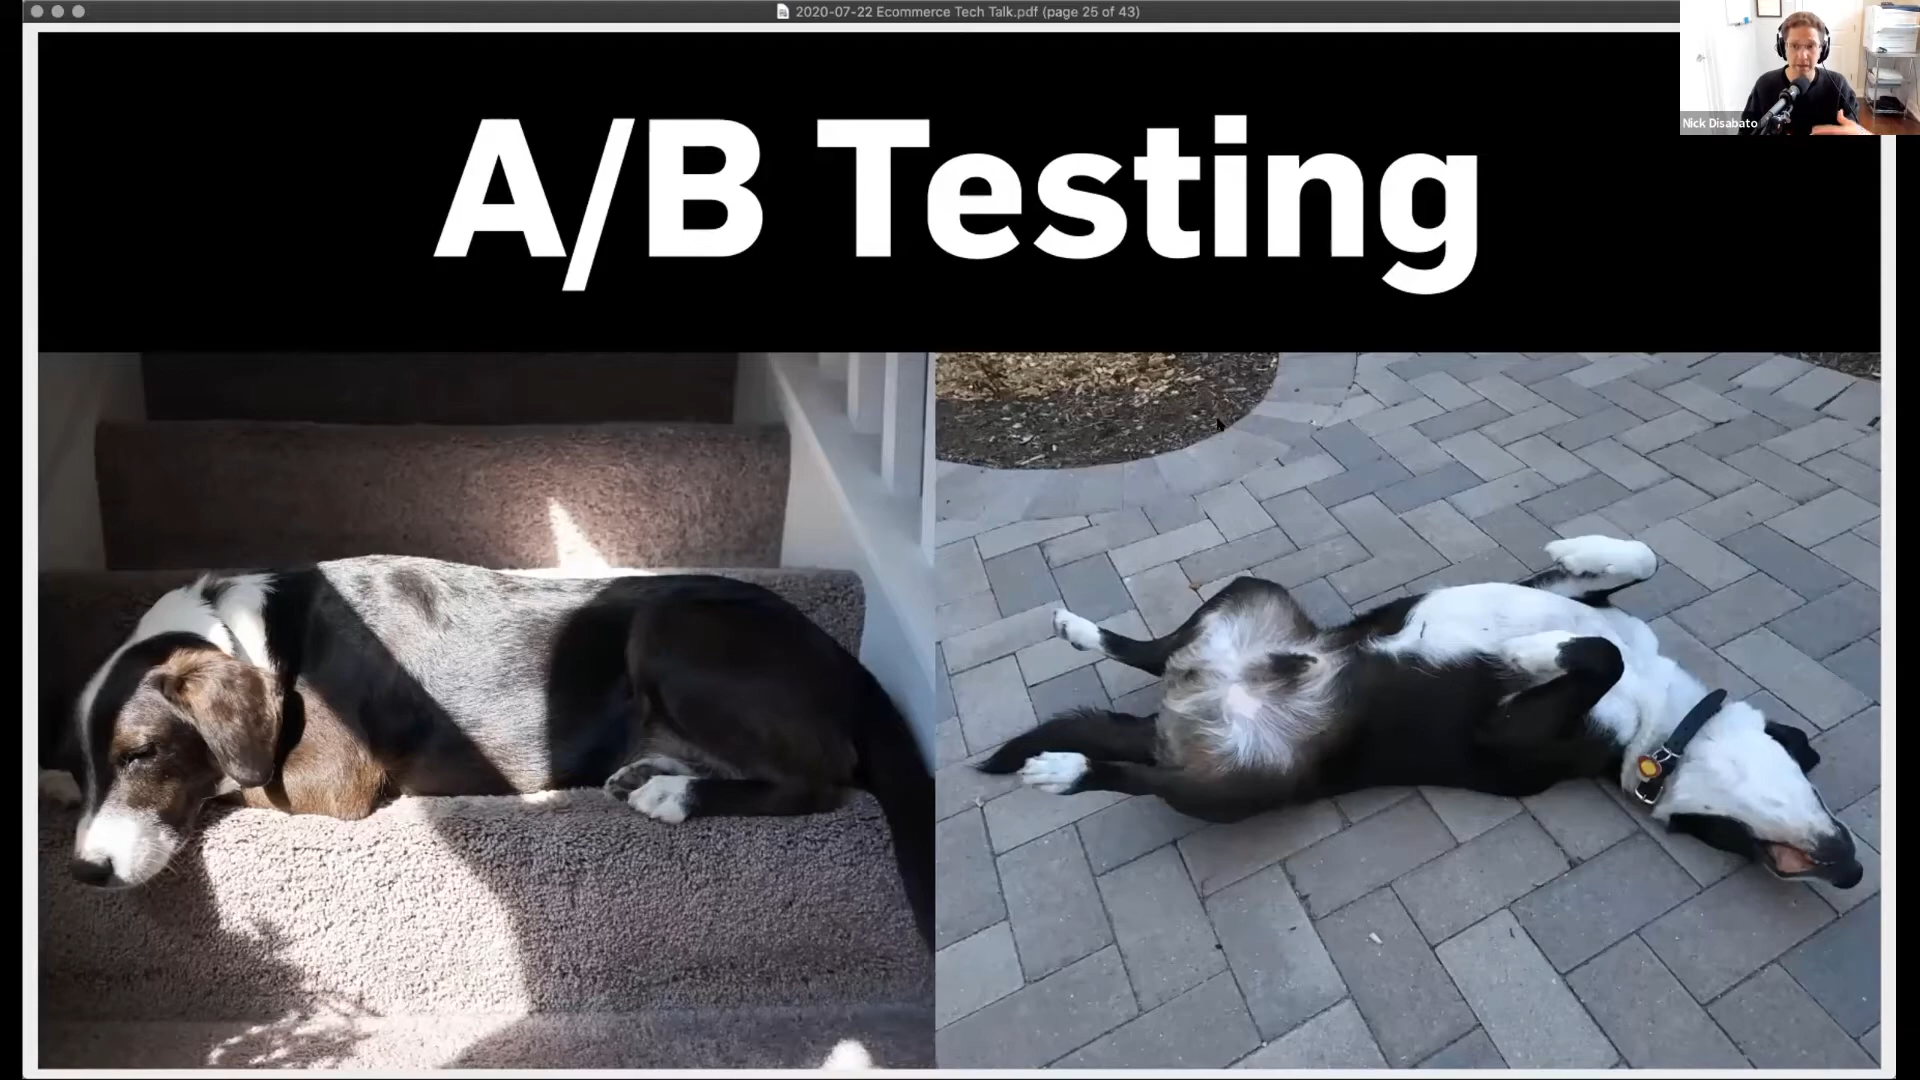 2020-07-22 Ecommerce Tech Talk.pdf (page 25 of 43)
Nick Disabato
A/B Testing